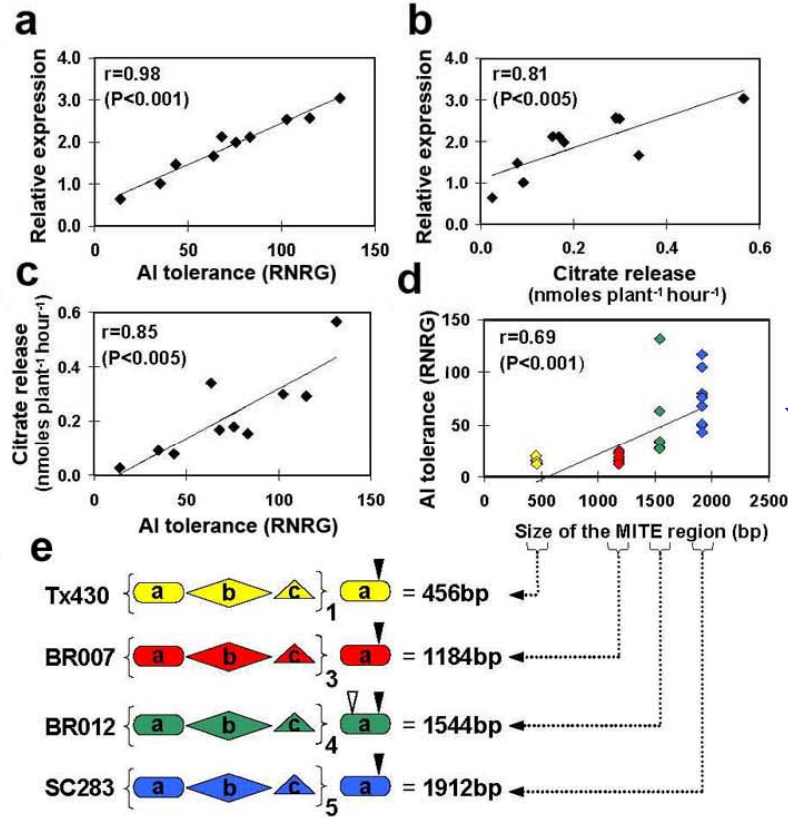 a
r=0.98
(P<0.001)
Relative expression
4.0
3.0
2.0
1.0
0.0
0
50
100
150
Al tolerance (RNRG)
b
r=0.81
(P<0.005)
Relative expression
4.0
3.0
2.0
1.0
0.0
0.0
0.2
0.4
0.6
Citrate release
(nmoles plant⁻¹ hour⁻¹)
c
r=0.85
(P<0.005)
Citrate release
(nmoles plant⁻¹ hour⁻¹)
0.6
0.4
0.2
0.0
0
50
100
150
Al tolerance (RNRG)
d
r=0.69
(P<0.001)
Al tolerance (RNRG)
150
100
50
0
0
500
1000
1500
2000
2500
Size of the MITE region (bp)
e
Tx430 { a b c }1 a = 456bp
BR007 { a b c }3 a = 1184bp
BR012 { a b c }4 a = 1544bp
SC283 { a b c }5 a = 1912bp